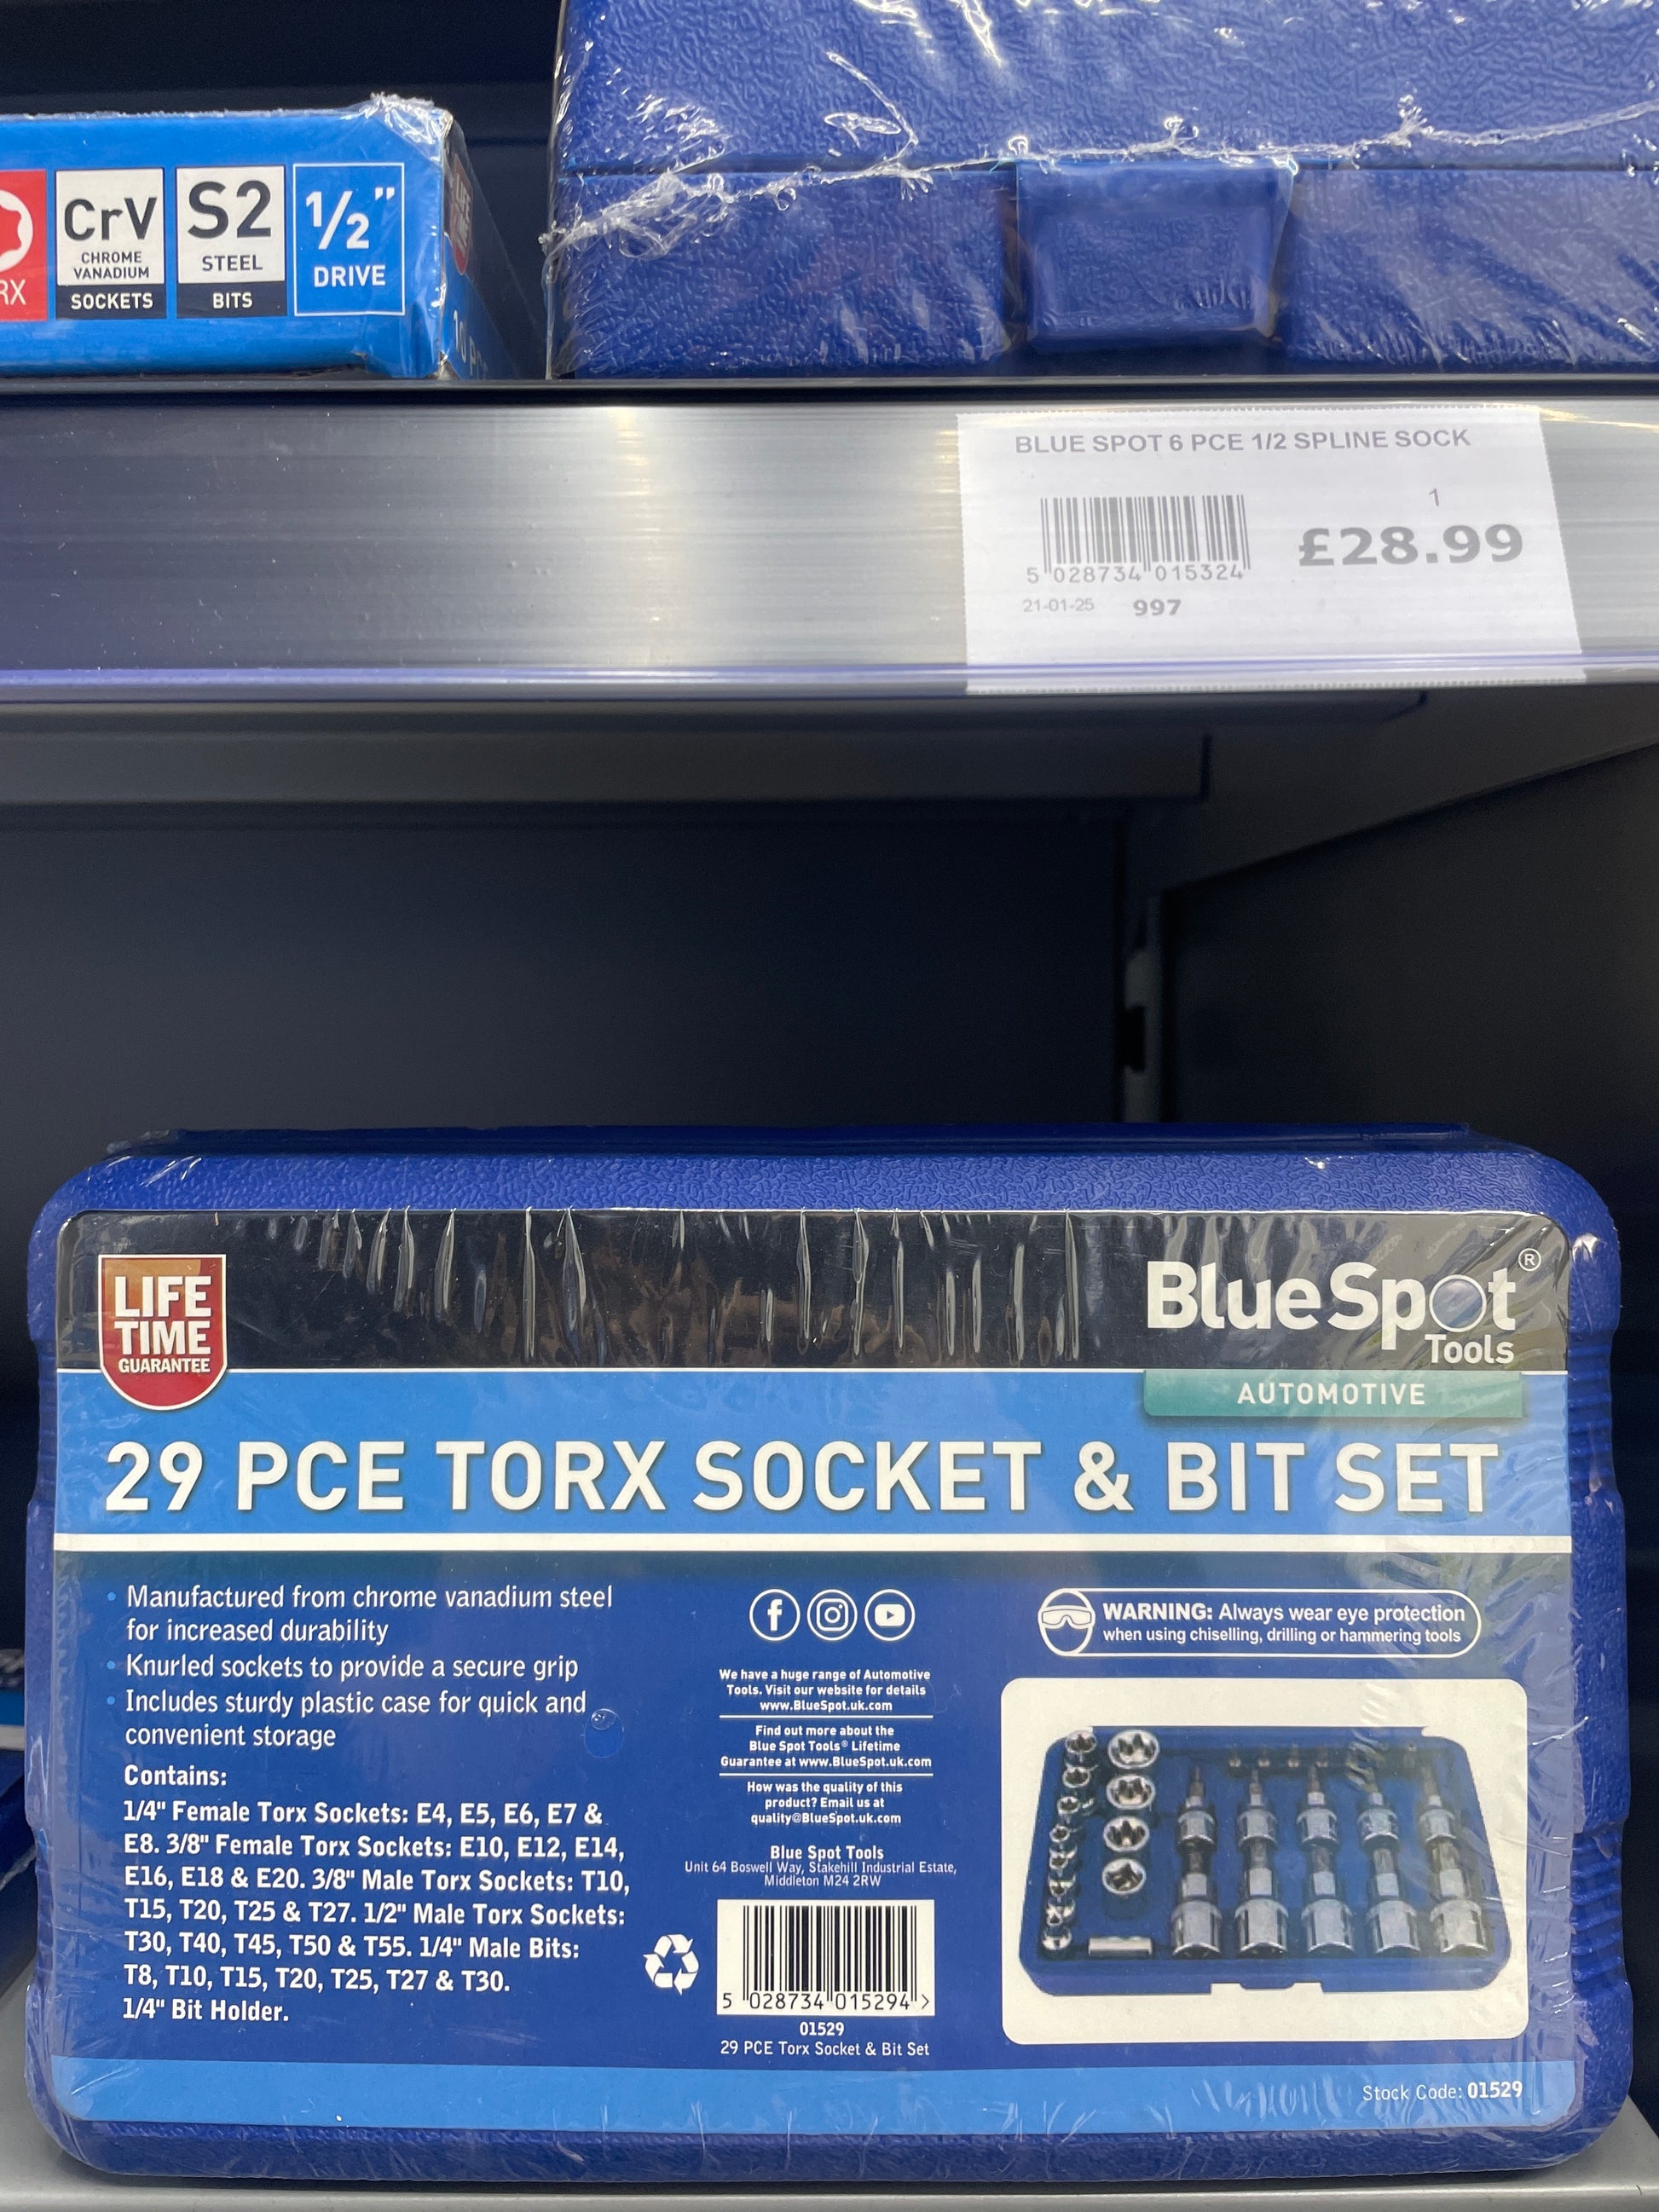 RX
CrV
CHROME
VANADIUM
SOCKETS
S2
STEEL
BITS
1/2”
DRIVE
BLUE SPOT 6 PCE 1/2 SPLINE SOCK
1
£28.99
5 028734 015324
21-01-25 997
LIFE
TIME
GUARANTEE
BlueSpot®
Tools
AUTOMOTIVE
29 PCE TORX SOCKET & BIT SET
• Manufactured from chrome vanadium steel
for increased durability
• Knurled sockets to provide a secure grip
• Includes sturdy plastic case for quick and
convenient storage
Contains:
1/4" Female Torx Sockets: E4, E5, E6, E7 &
E8. 3/8" Female Torx Sockets: E10, E12, E14,
E16, E18 & E20. 3/8" Male Torx Sockets: T10,
T15, T20, T25 & T27. 1/2" Male Torx Sockets:
T30, T40, T45, T50 & T55. 1/4" Male Bits:
T8, T10, T15, T20, T25, T27 & T30.
1/4" Bit Holder.
We have a huge range of Automotive
Tools. Visit our website for details
www.BlueSpot.uk.com
Find out more about the
Blue Spot Tools® Lifetime
Guarantee at www.BlueSpot.uk.com
How was the quality of this
product? Email us at
quality@BlueSpot.uk.com
Blue Spot Tools
Unit 64 Boswell Way, Stakehill Industrial Estate,
Middleton M24 2RW
5 028734 015294 >
01529
29 PCE Torx Socket & Bit Set
WARNING: Always wear eye protection
when using chiselling, drilling or hammering tools
Stock Code: 01529